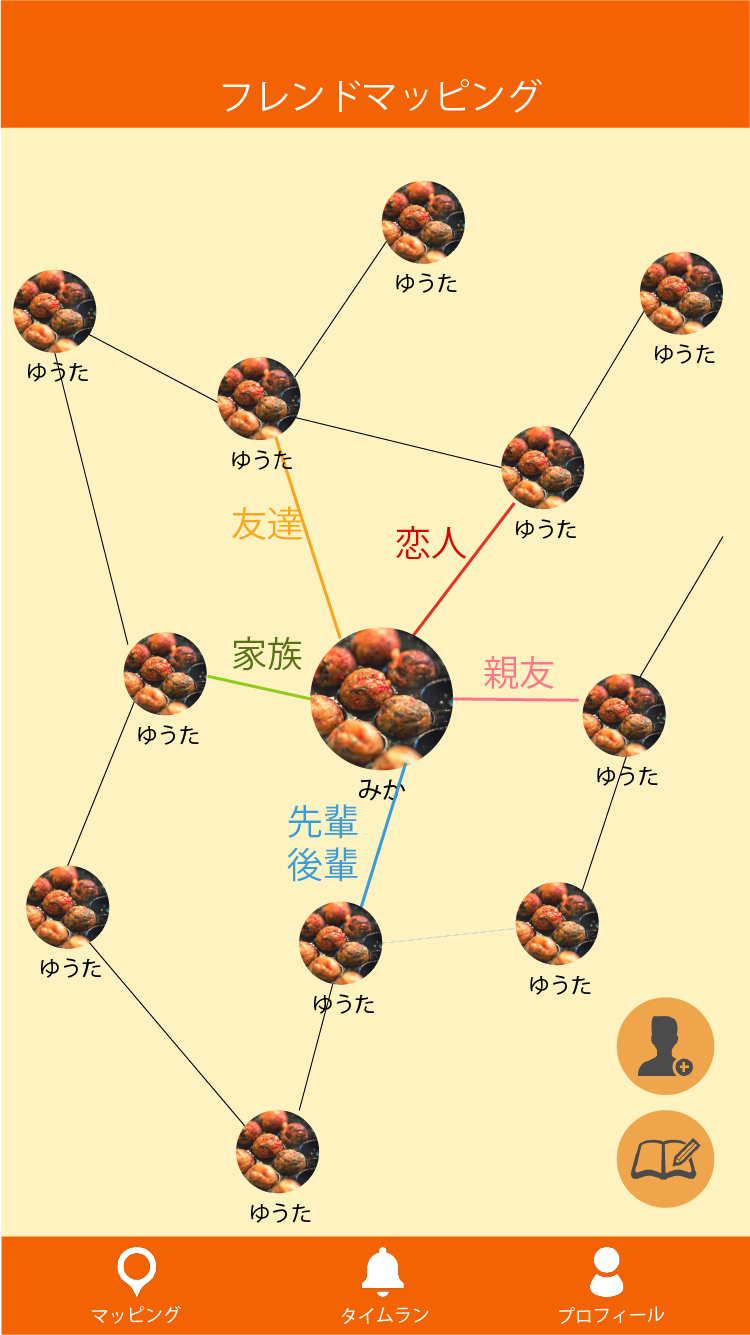 フレンドマッピング
ゆうた
ゆうた
ゆうた
ゆうた
ゆうた
友達
恋人
家族
親友
ゆうた
ゆうた
みか
先輩
後輩
ゆうた
ゆうた
ゆうた
ゆうた
マッピング
タイムラン
プロフィール